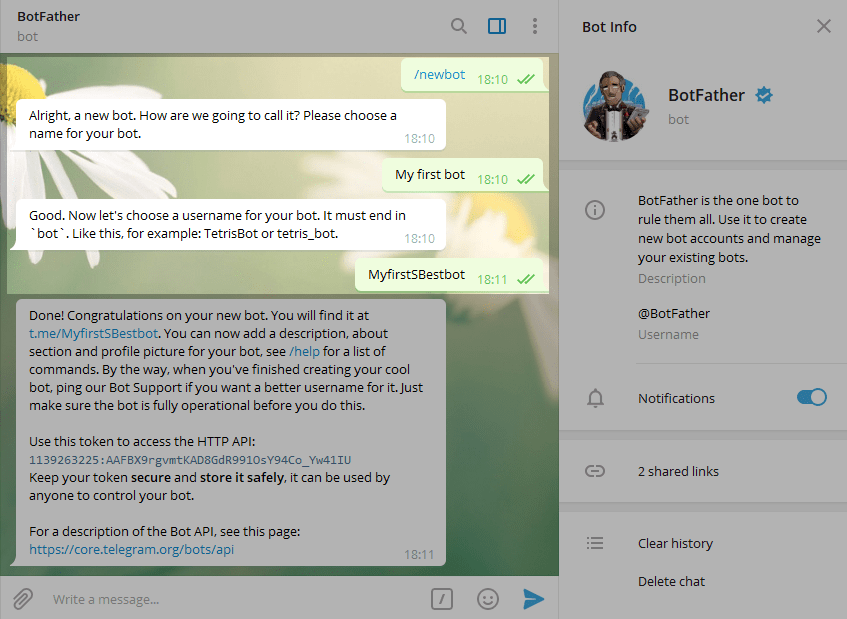 BotFather
bot
/newbot 18:10
Alright, a new bot. How are we going to call it? Please choose a
name for your bot.
18:10
My first bot 18:10
Good. Now let's choose a username for your bot. It must end in
`bot`. Like this, for example: TetrisBot or tetris_bot.
18:10
MyfirstSBestbot 18:11
Done! Congratulations on your new bot. You will find it at
t.me/MyfirstSBestbot. You can now add a description, about
section and profile picture for your bot, see /help for a list of
commands. By the way, when you've finished creating your cool
bot, ping our Bot Support if you want a better username for it. Just
make sure the bot is fully operational before you do this.
Use this token to access the HTTP API:
1139263225:AAFBX9rgvmtKAD8GdR991OsY94Co_Yw41IU
Keep your token secure and store it safely, it can be used by
anyone to control your bot.
For a description of the Bot API, see this page:
https://core.telegram.org/bots/api
18:11
Write a message...
Bot Info
BotFather
bot
BotFather is the one bot to
rule them all. Use it to create
new bot accounts and manage
your existing bots.
Description
@BotFather
Username
Notifications
2 shared links
Clear history
Delete chat